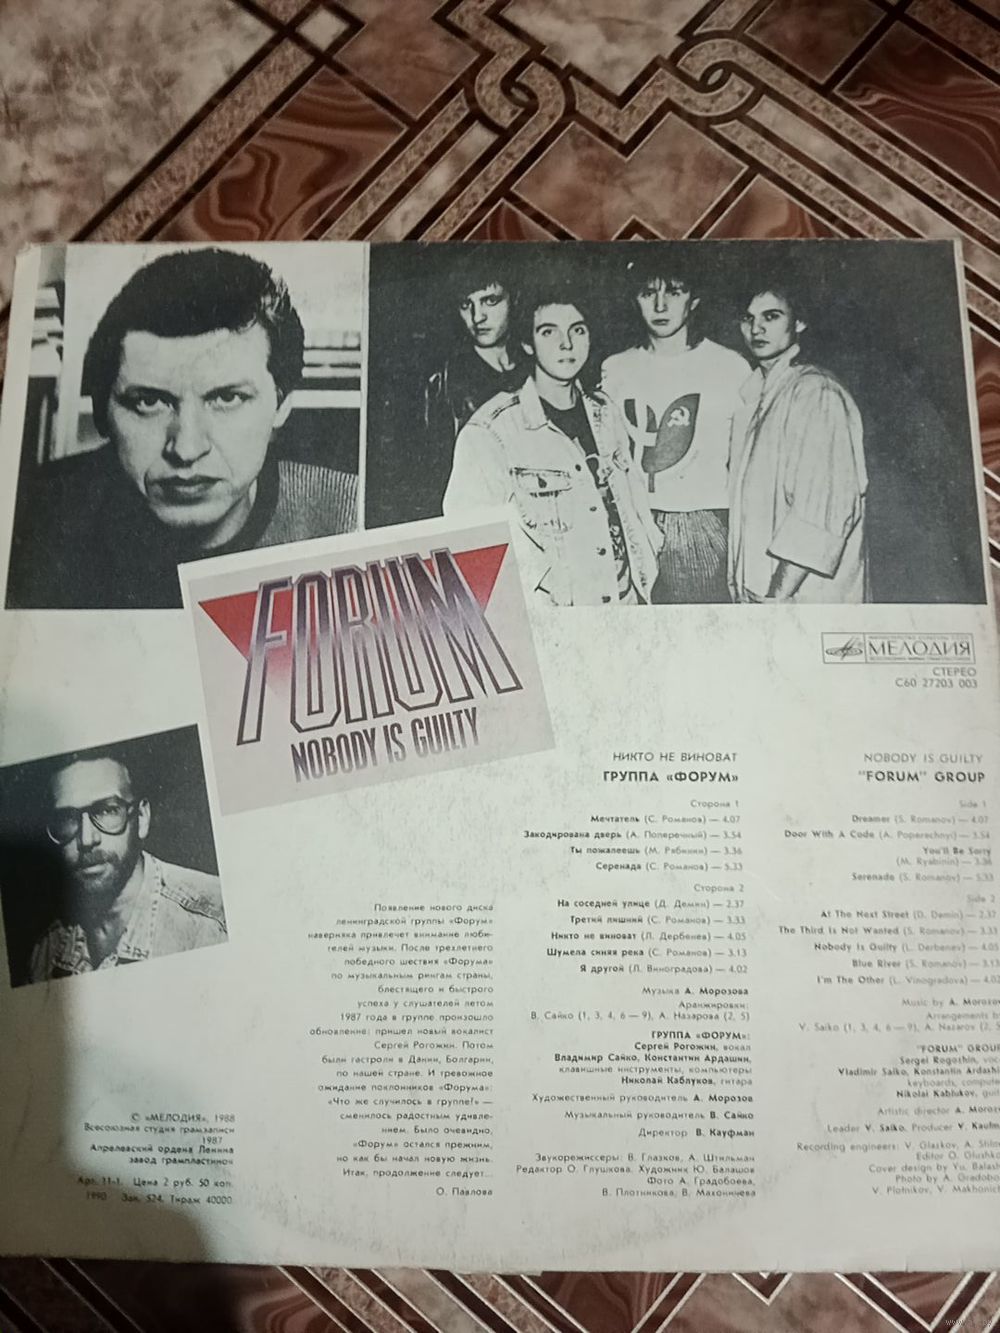 FORUM
NOBODY IS GUILTY
МИНИСТЕРСТВО КУЛЬТУРЫ СССР
МЕЛОДИЯ
СТЕРЕО
С60 27203 003
НИКТО НЕ ВИНОВАТ
ГРУППА «ФОРУМ»
Сторона 1
Мечтатель (С. Романов) — 4.07
Закодирована дверь (А. Поперечный) — 3.54
Ты пожалеешь (М. Рябинин) — 3.36
Серенада (С. Романов) — 5.33
Сторона 2
На соседней улице (Д. Демин) — 2.37
Третий лишний (С. Романов) — 3.33
Никто не виноват (Л. Дербенев) — 4.05
Шумела синяя река (С. Романов) — 3.13
Я другой (Л. Виноградова) — 4.02
Музыка А. Морозова
Аранжировки:
В. Сайко (1, 3, 4, 6 — 9), А. Назарова (2, 5)
ГРУППА «ФОРУМ»:
Сергей Рогожин, вокал
Владимир Сайко, Константин Ардашин,
клавишные инструменты, компьютеры
Николай Каблуков, гитара
Художественный руководитель А. Морозов
Музыкальный руководитель В. Сайко
Директор В. Кауфман
Звукорежиссеры: В. Глазков, А. Штильман
Редактор О. Глушкова. Художник Ю. Балашов
Фото А. Градобоева,
В. Плотникова, В. Махоничева
NOBODY IS GUILTY
"FORUM" GROUP
Side 1
Dreamer (S. Romanov) — 4.07
Door With A Code (A. Poperechnyi) — 3.54
You'll Be Sorry
(M. Ryabinin) — 3.36
Serenade (S. Romanov) — 5.33
Side 2
At The Next Street (D. Demin) — 2.37
The Third Is Not Wanted (S. Romanov) — 3.33
Nobody Is Guilty (L. Derbenev) — 4.05
Blue River (S. Romanov) — 3.13
I'm The Other (L. Vinogradova) — 4.02
Music by A. Morozov
Arrangements b
V. Saiko (1, 3, 4, 6 — 9), A. Nazarov (2, 5)
"FORUM" GROUP
Sergei Rogozhin, voc
Vladimir Saiko, Konstantin Ardashi
keyboards, compute
Nikolai Kablukov, guit
Artistic director A. Moroz
Leader V. Saiko, Producer V. Kaufm
Recording engineers: V. Glazkov, A. Shtil
Editor O. Glushko
Cover design by Yu. Balash
Photo by A. Gradobo
V. Plotnikov, V. Makhonich
Появление нового диска
ленинградской группы «Форум»
наверняка привлечет внимание люби-
телей музыки. После трехлетнего
победного шествия «Форума»
по музыкальным рингам страны,
блестящего и быстрого
успеха у слушателей летом
1987 года в группе произошло
обновление: пришел новый вокалист
Сергей Рогожин. Потом
были гастроли в Дании, Болгарии,
по нашей стране. И тревожное
ожидание поклонников «Форума»:
«Что же случилось в группе?» —
сменилось радостным удивле-
нием. Было очевидно,
«Форум» остался прежним,
но как бы начал новую жизнь.
Итак, продолжение следует...
О. Павлова
© «МЕЛОДИЯ», 1988
Всесоюзная студия грамзаписи
1987
Апрелевский ордена Ленина
завод грампластинок
Арт. 11-1. Цена 2 руб. 50 коп.
1990 Зак. 524. Тираж 40000